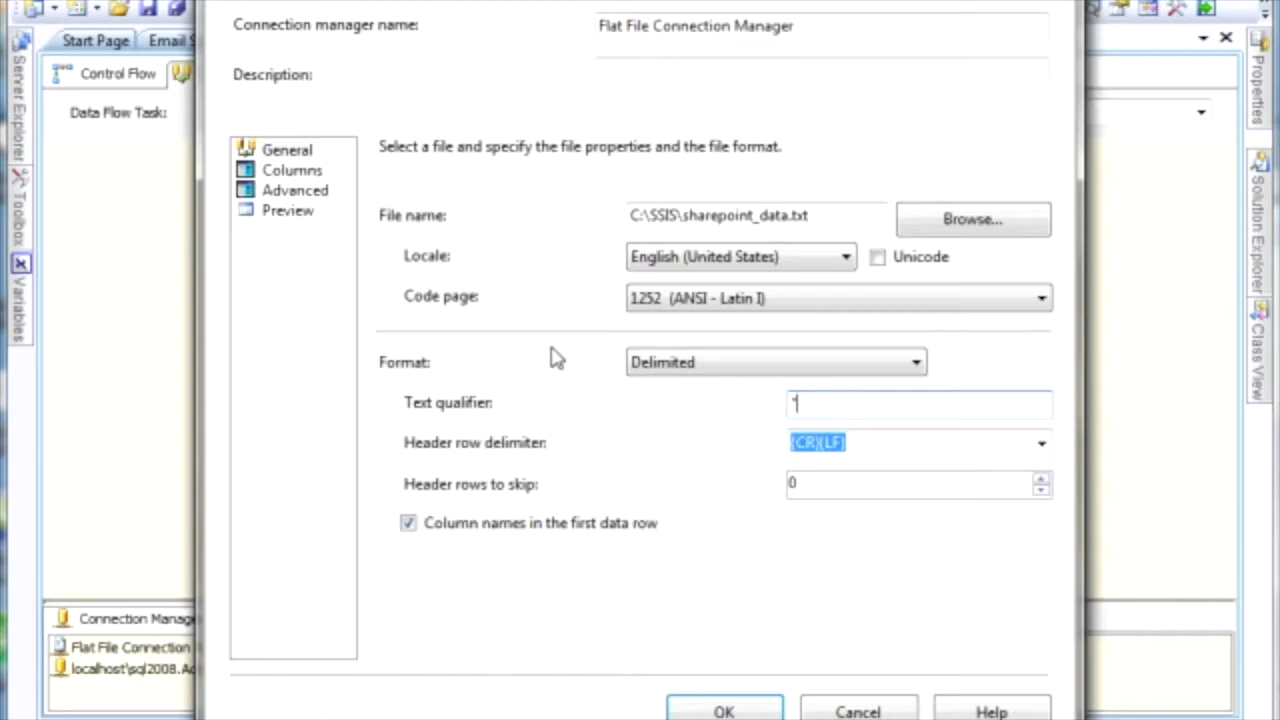 Connection manager name:
Flat File Connection Manager
Start Page
Email S
Description:
Control Flow
Data Flow Task:
General
Columns
Advanced
Preview
Select a file and specify the file properties and the file format.
File name:
C:\SSIS\sharepoint_data.txt
Browse...
Locale:
English (United States)
Unicode
Code page:
1252 (ANSI - Latin I)
Format:
Delimited
Text qualifier:
"
Header row delimiter:
{CR}{LF}
Header rows to skip:
0
Column names in the first data row
Connection Manage
Flat File Connection
localhost\sql2008.Ad
OK
Cancel
Help
Server Explorer
Toolbox
Variables
Properties
Solution Explorer
Class View